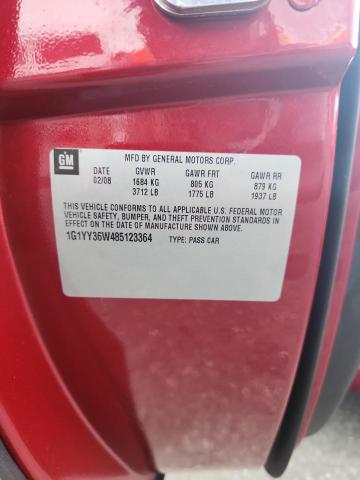 GM
MFD BY GENERAL MOTORS CORP.
DATE GVWR GAWR FRT GAWR RR
02/08 1684 KG 805 KG 879 KG
3712 LB 1775 LB 1937 LB
THIS VEHICLE CONFORMS TO ALL APPLICABLE U.S. FEDERAL MOTOR
VEHICLE SAFETY, BUMPER, AND THEFT PREVENTION STANDARDS IN
EFFECT ON THE DATE OF MANUFACTURE SHOWN ABOVE.
1G1YY36W485123364 TYPE: PASS CAR